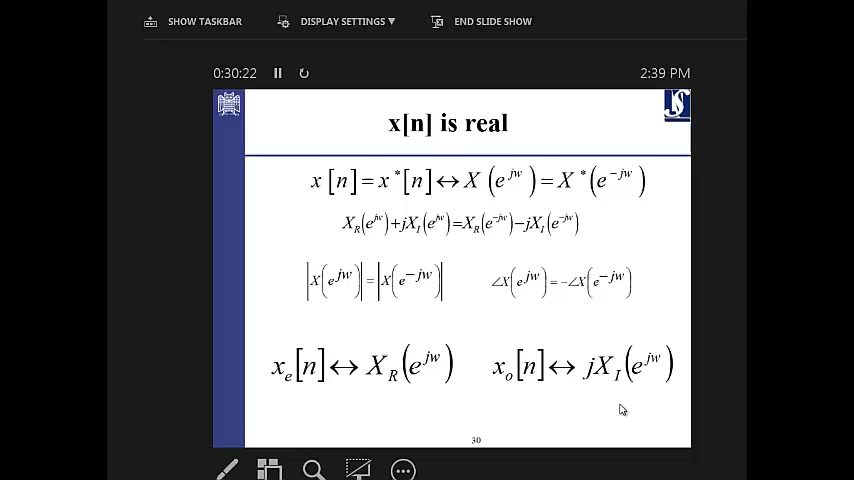 SHOW TASKBAR DISPLAY SETTINGS ▼ END SLIDE SHOW
0:30:22 2:39 PM
x[n] is real
x[n] = x*[n] ↔ X(e^{jw}) = X*(e^{-jw})
X_R(e^{jw}) + jX_I(e^{jw}) = X_R(e^{-jw}) - jX_I(e^{-jw})
|X(e^{jw})| = |X(e^{-jw})| ∠X(e^{jw}) = -∠X(e^{-jw})
x_e[n] ↔ X_R(e^{jw}) x_o[n] ↔ jX_I(e^{jw})
30